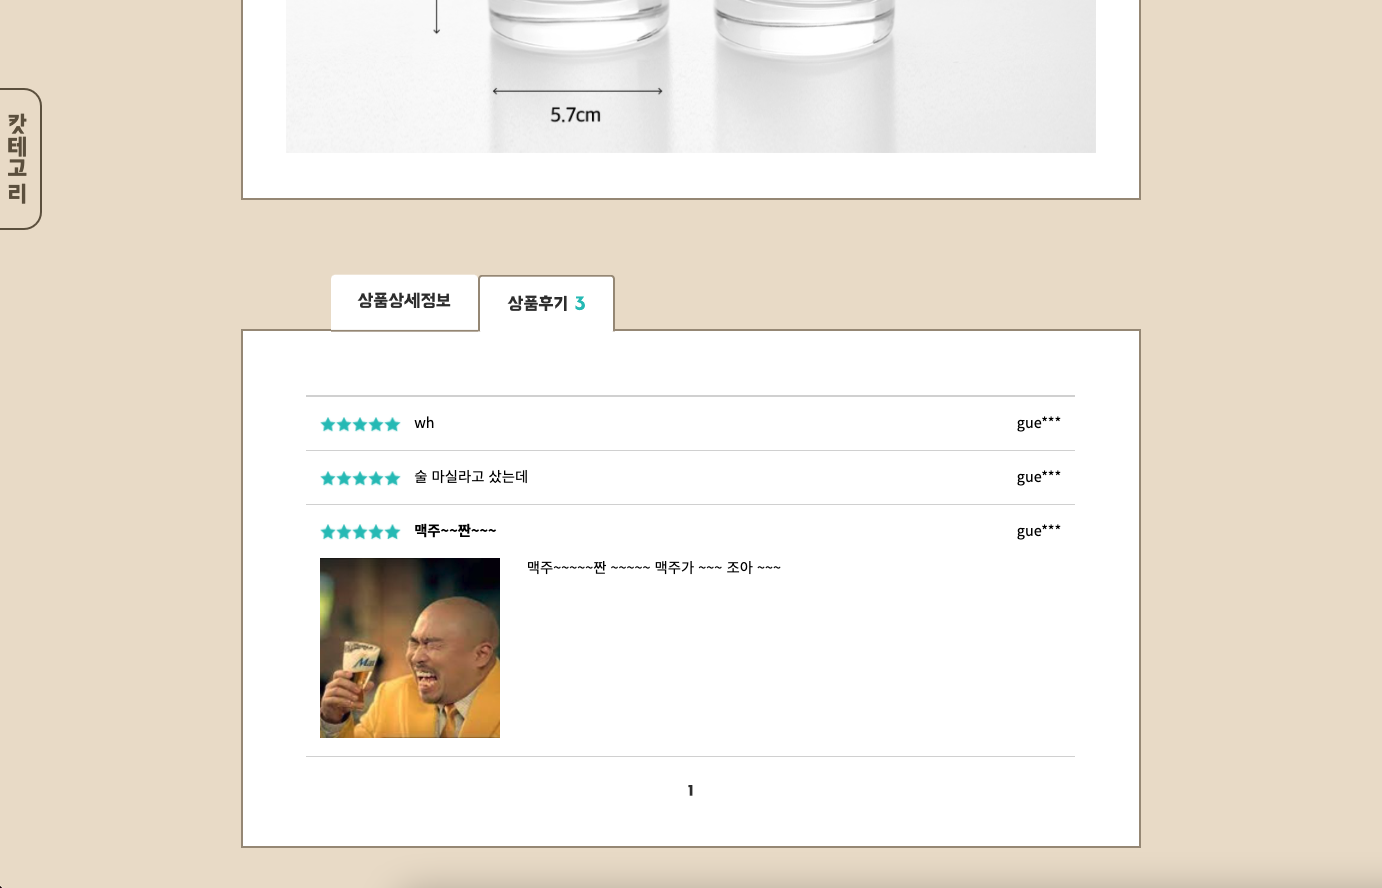 5.7cm
캇테고리
상품상세정보
상품후기 3
wh
gue***
술 마실라고 샀는데
gue***
맥주~~짠~~~
gue***
맥주~~~~~짠 ~~~~~ 맥주가 ~~~ 조아 ~~~
Max
1